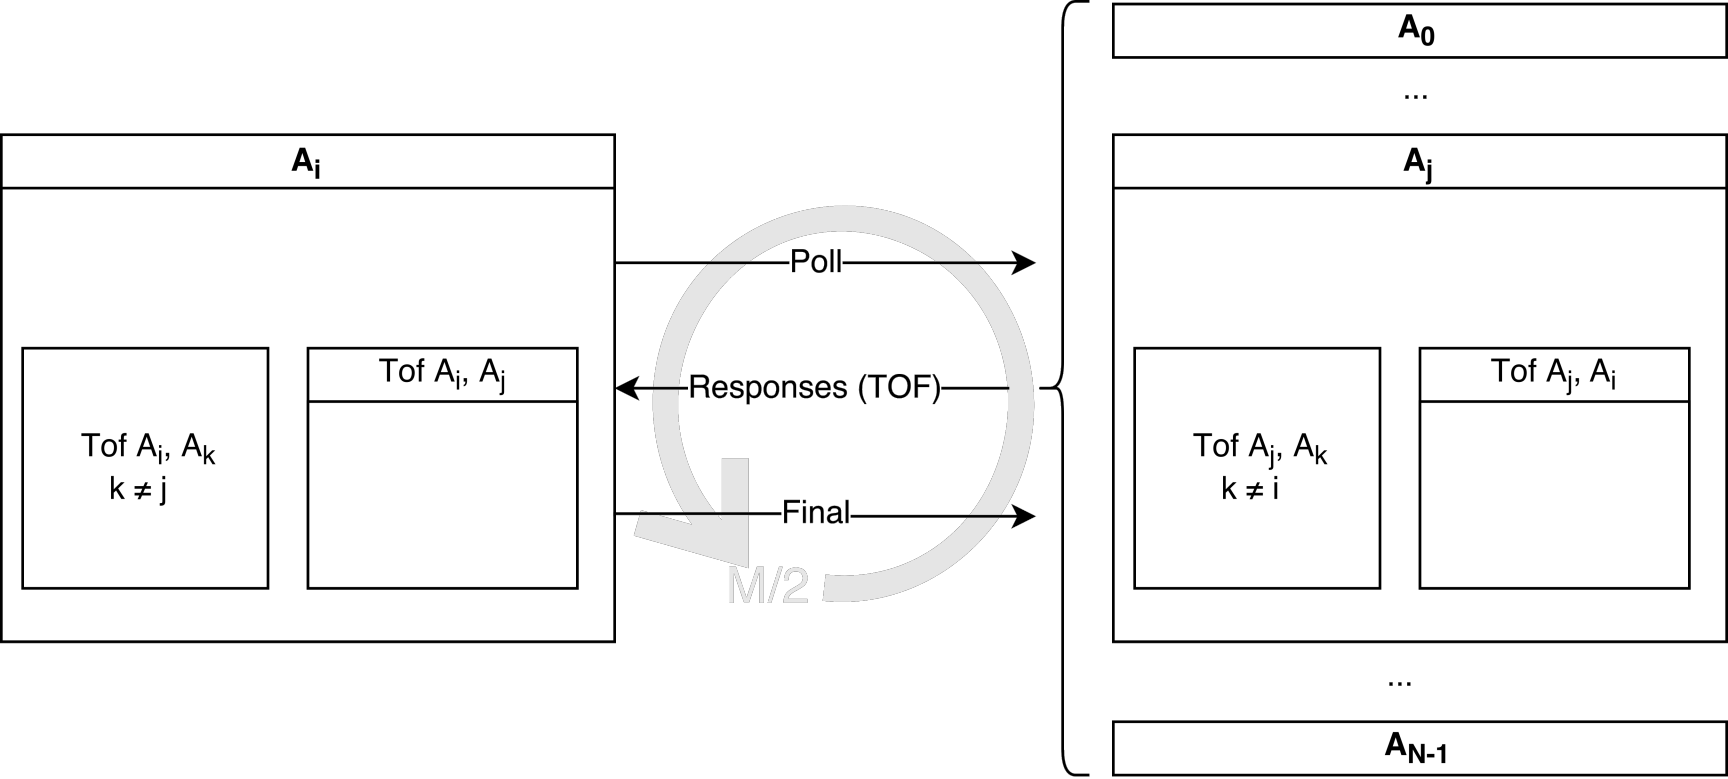 A0
...
Ai
Aj
Poll
Tof Ai, Aj
Tof Aj, Ai
Responses (TOF)
Tof Ai, Ak
k ≠ j
Tof Aj, Ak
k ≠ i
Final
M/2
...
AN-1